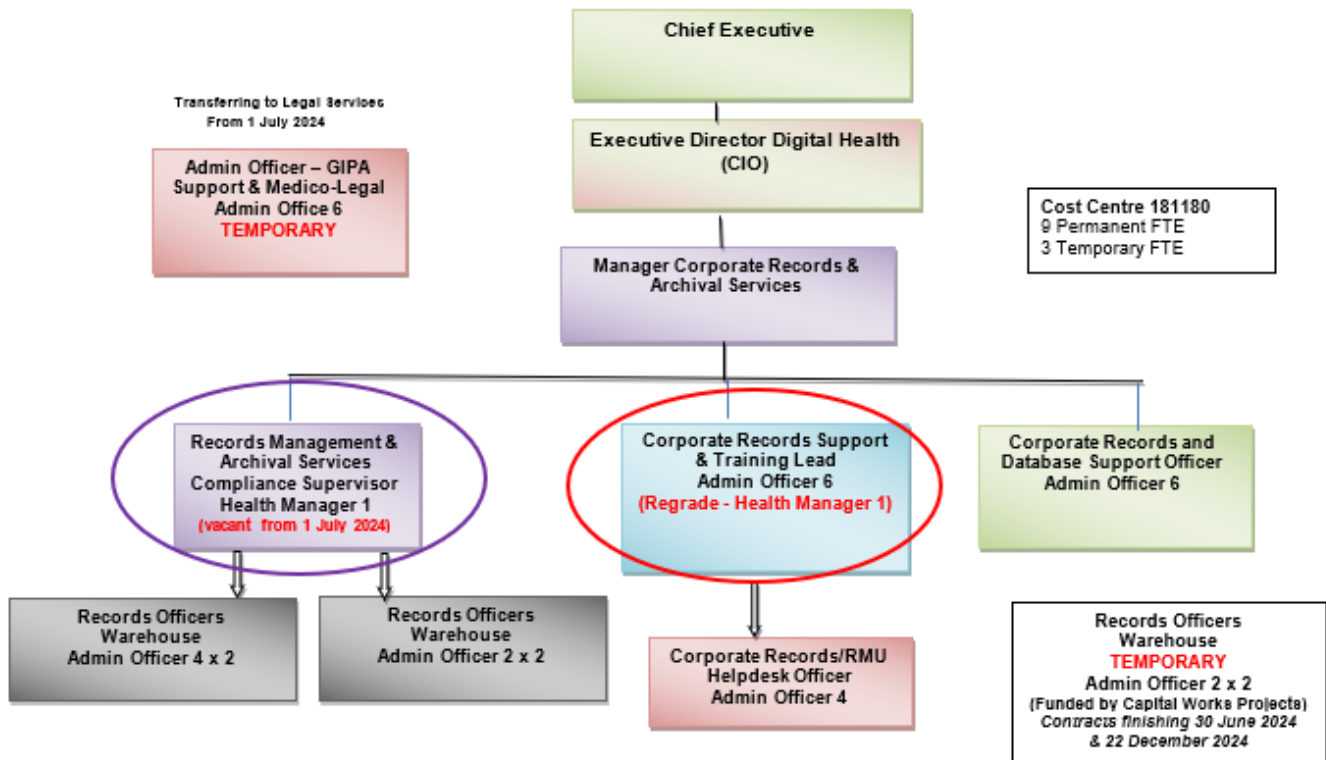 Chief Executive
Transferring to Legal Services
From 1 July 2024
Executive Director Digital Health
(CIO)
Admin Officer – GIPA
Support & Medico-Legal
Admin Office 6
TEMPORARY
Cost Centre 181180
9 Permanent FTE
3 Temporary FTE
Manager Corporate Records &
Archival Services
Records Management &
Archival Services
Compliance Supervisor
Health Manager 1
(vacant from 1 July 2024)
Corporate Records Support
& Training Lead
Admin Officer 6
(Regrade - Health Manager 1)
Corporate Records and
Database Support Officer
Admin Officer 6
Records Officers
Warehouse
Admin Officer 4 x 2
Records Officers
Warehouse
Admin Officer 2 x 2
Corporate Records/RMU
Helpdesk Officer
Admin Officer 4
Records Officers
Warehouse
TEMPORARY
Admin Officer 2 x 2
(Funded by Capital Works Projects)
Contracts finishing 30 June 2024
& 22 December 2024